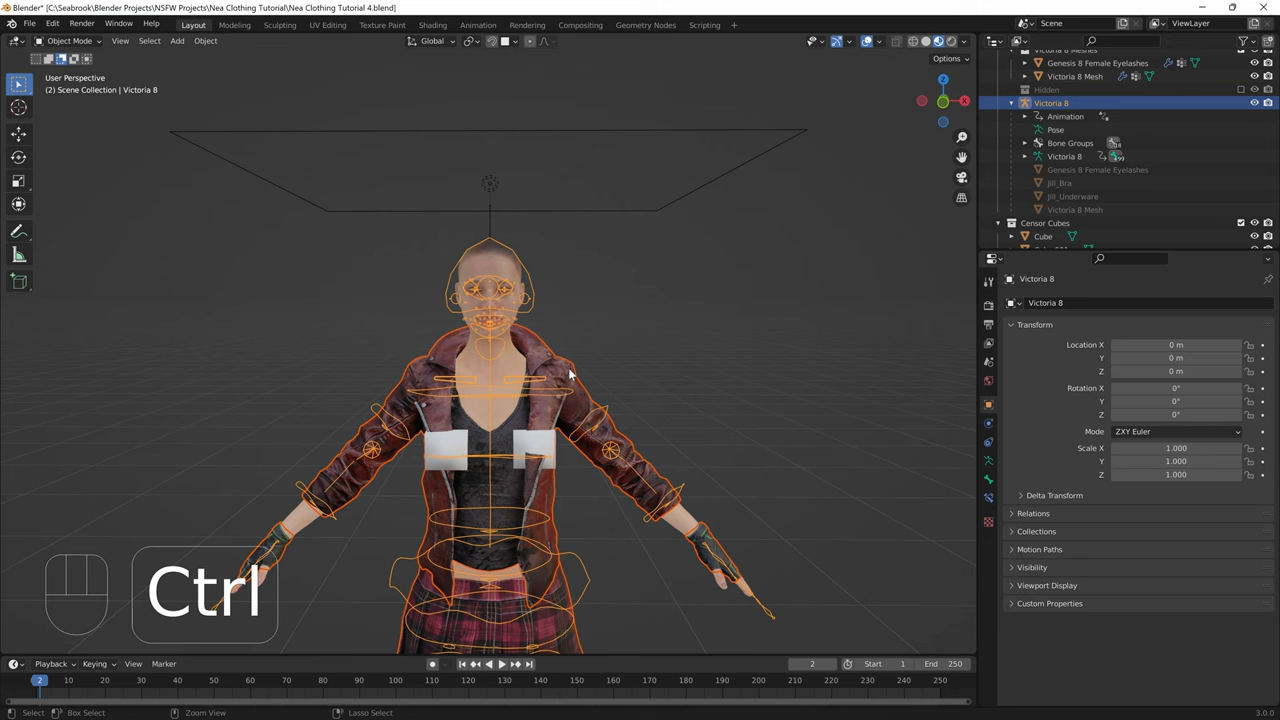 Blender* [C:\Seabrook\Blender Projects\NSFW Projects\Nea Clothing Tutorial\Nea Clothing Tutorial 4.blend]
File Edit Render Window Help Layout Modeling Sculpting UV Editing Texture Paint Shading Animation Rendering Compositing Geometry Nodes Scripting + Scene ViewLayer
Object Mode View Select Add Object Global
Options
User Perspective
(2) Scene Collection | Victoria 8
Z
X
Genesis 8 Female Eyelashes
Victoria 8 Mesh
Hidden
Victoria 8
Animation
Pose
Bone Groups 18
Victoria 8
Genesis 8 Female Eyelashes
Jill_Bra
Jill_Underware
Victoria 8 Mesh
Censor Cubes
Cube
Victoria 8
Victoria 8
Transform
Location X 0 m
Y 0 m
Z 0 m
Rotation X 0°
Y 0°
Z 0°
Mode ZXY Euler
Scale X 1.000
Y 1.000
Z 1.000
Delta Transform
Relations
Collections
Motion Paths
Visibility
Viewport Display
Custom Properties
Ctrl
Playback Keying View Marker 2 Start 1 End 250
2 10 20 30 40 50 60 70 80 90 100 110 120 130 140 150 160 170 180 190 200 210 220 230 240 250
Select Box Select Zoom View Lasso Select 3.0.0